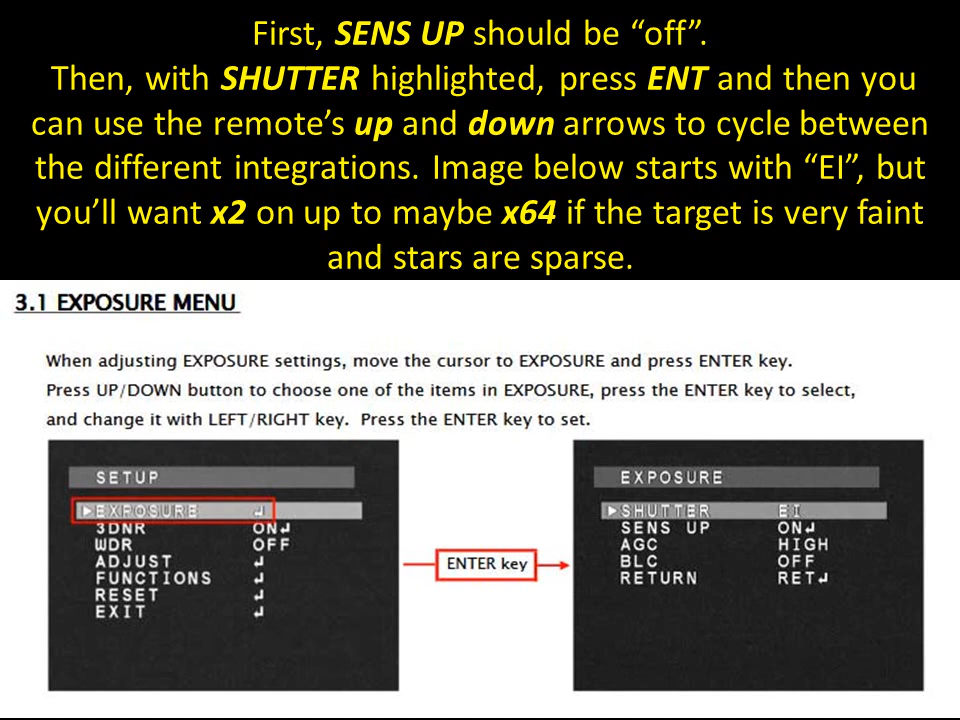 First, SENS UP should be “off”.
Then, with SHUTTER highlighted, press ENT and then you
can use the remote’s up and down arrows to cycle between
the different integrations. Image below starts with “EI”, but
you’ll want x2 on up to maybe x64 if the target is very faint
and stars are sparse.
3.1 EXPOSURE MENU
When adjusting EXPOSURE settings, move the cursor to EXPOSURE and press ENTER key.
Press UP/DOWN button to choose one of the items in EXPOSURE, press the ENTER key to select,
and change it with LEFT/RIGHT key. Press the ENTER key to set.
SETUP
►EXPOSURE ↲
3DNR ON↲
WDR OFF
ADJUST ↲
FUNCTIONS ↲
RESET ↲
EXIT ↲
ENTER key
EXPOSURE
►SHUTTER EI
SENS UP ON↲
AGC HIGH
BLC OFF
RETURN RET↲